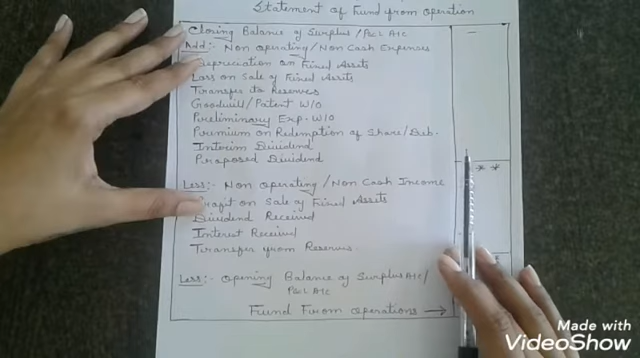 Statement of Fund from Operation
Closing Balance of Surplus/P&L A/C
Add: Non Operating/Non Cash Expenses
Depreciation on Fixed Assets
Loss on Sale of Fixed Assets
Transfer to Reserves
Goodwill/Patent W/O
Preliminary Exp. W/O
Premium on Redemption of Share/Deb.
Interim Dividend
Proposed Dividend
**
Less:- Non Operating/Non Cash Income
Profit on Sale of Fixed Assets
Dividend Received
Interest Received
Transfer from Reserve.
Less:- Opening Balance of Surplus A/C/
P&L A/C
Fund From Operations →
Made with
VideoShow